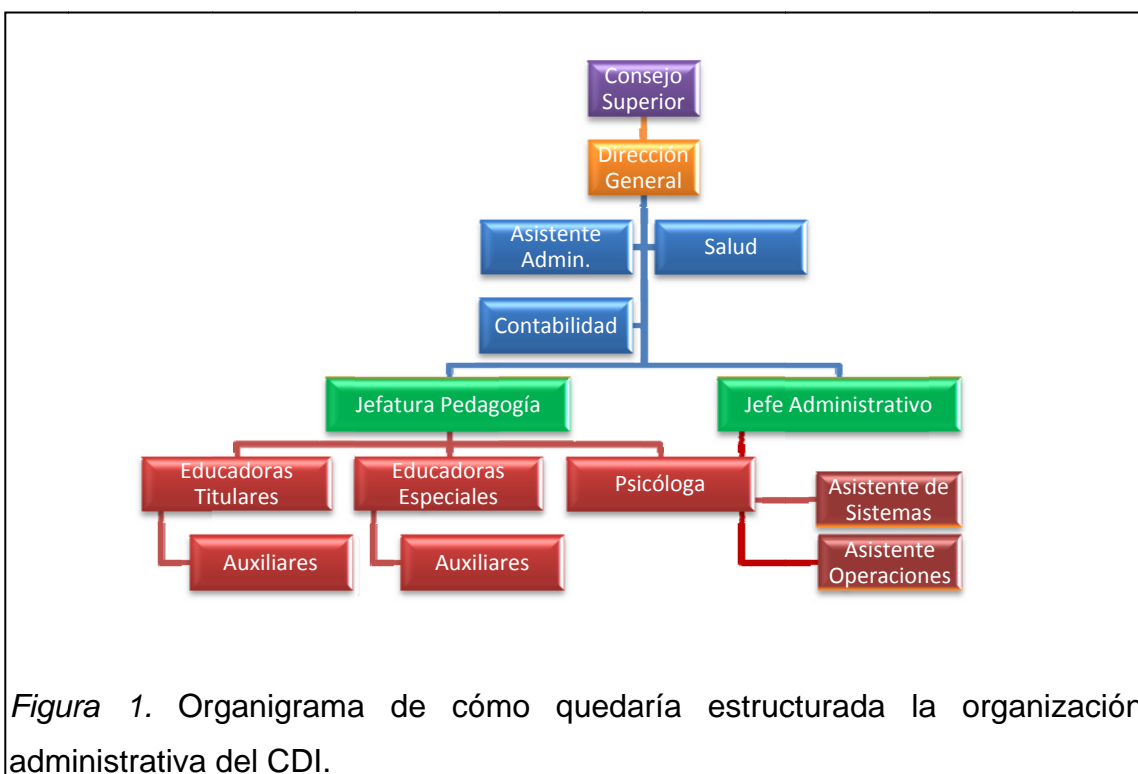 Consejo
Superior
Dirección
General
Asistente
Admin.
Salud
Contabilidad
Jefatura Pedagogía
Jefe Administrativo
Educadoras
Titulares
Educadoras
Especiales
Psicóloga
Asistente de
Sistemas
Auxiliares
Auxiliares
Asistente
Operaciones
Figura 1. Organigrama de cómo quedaría estructurada la organización
administrativa del CDI.